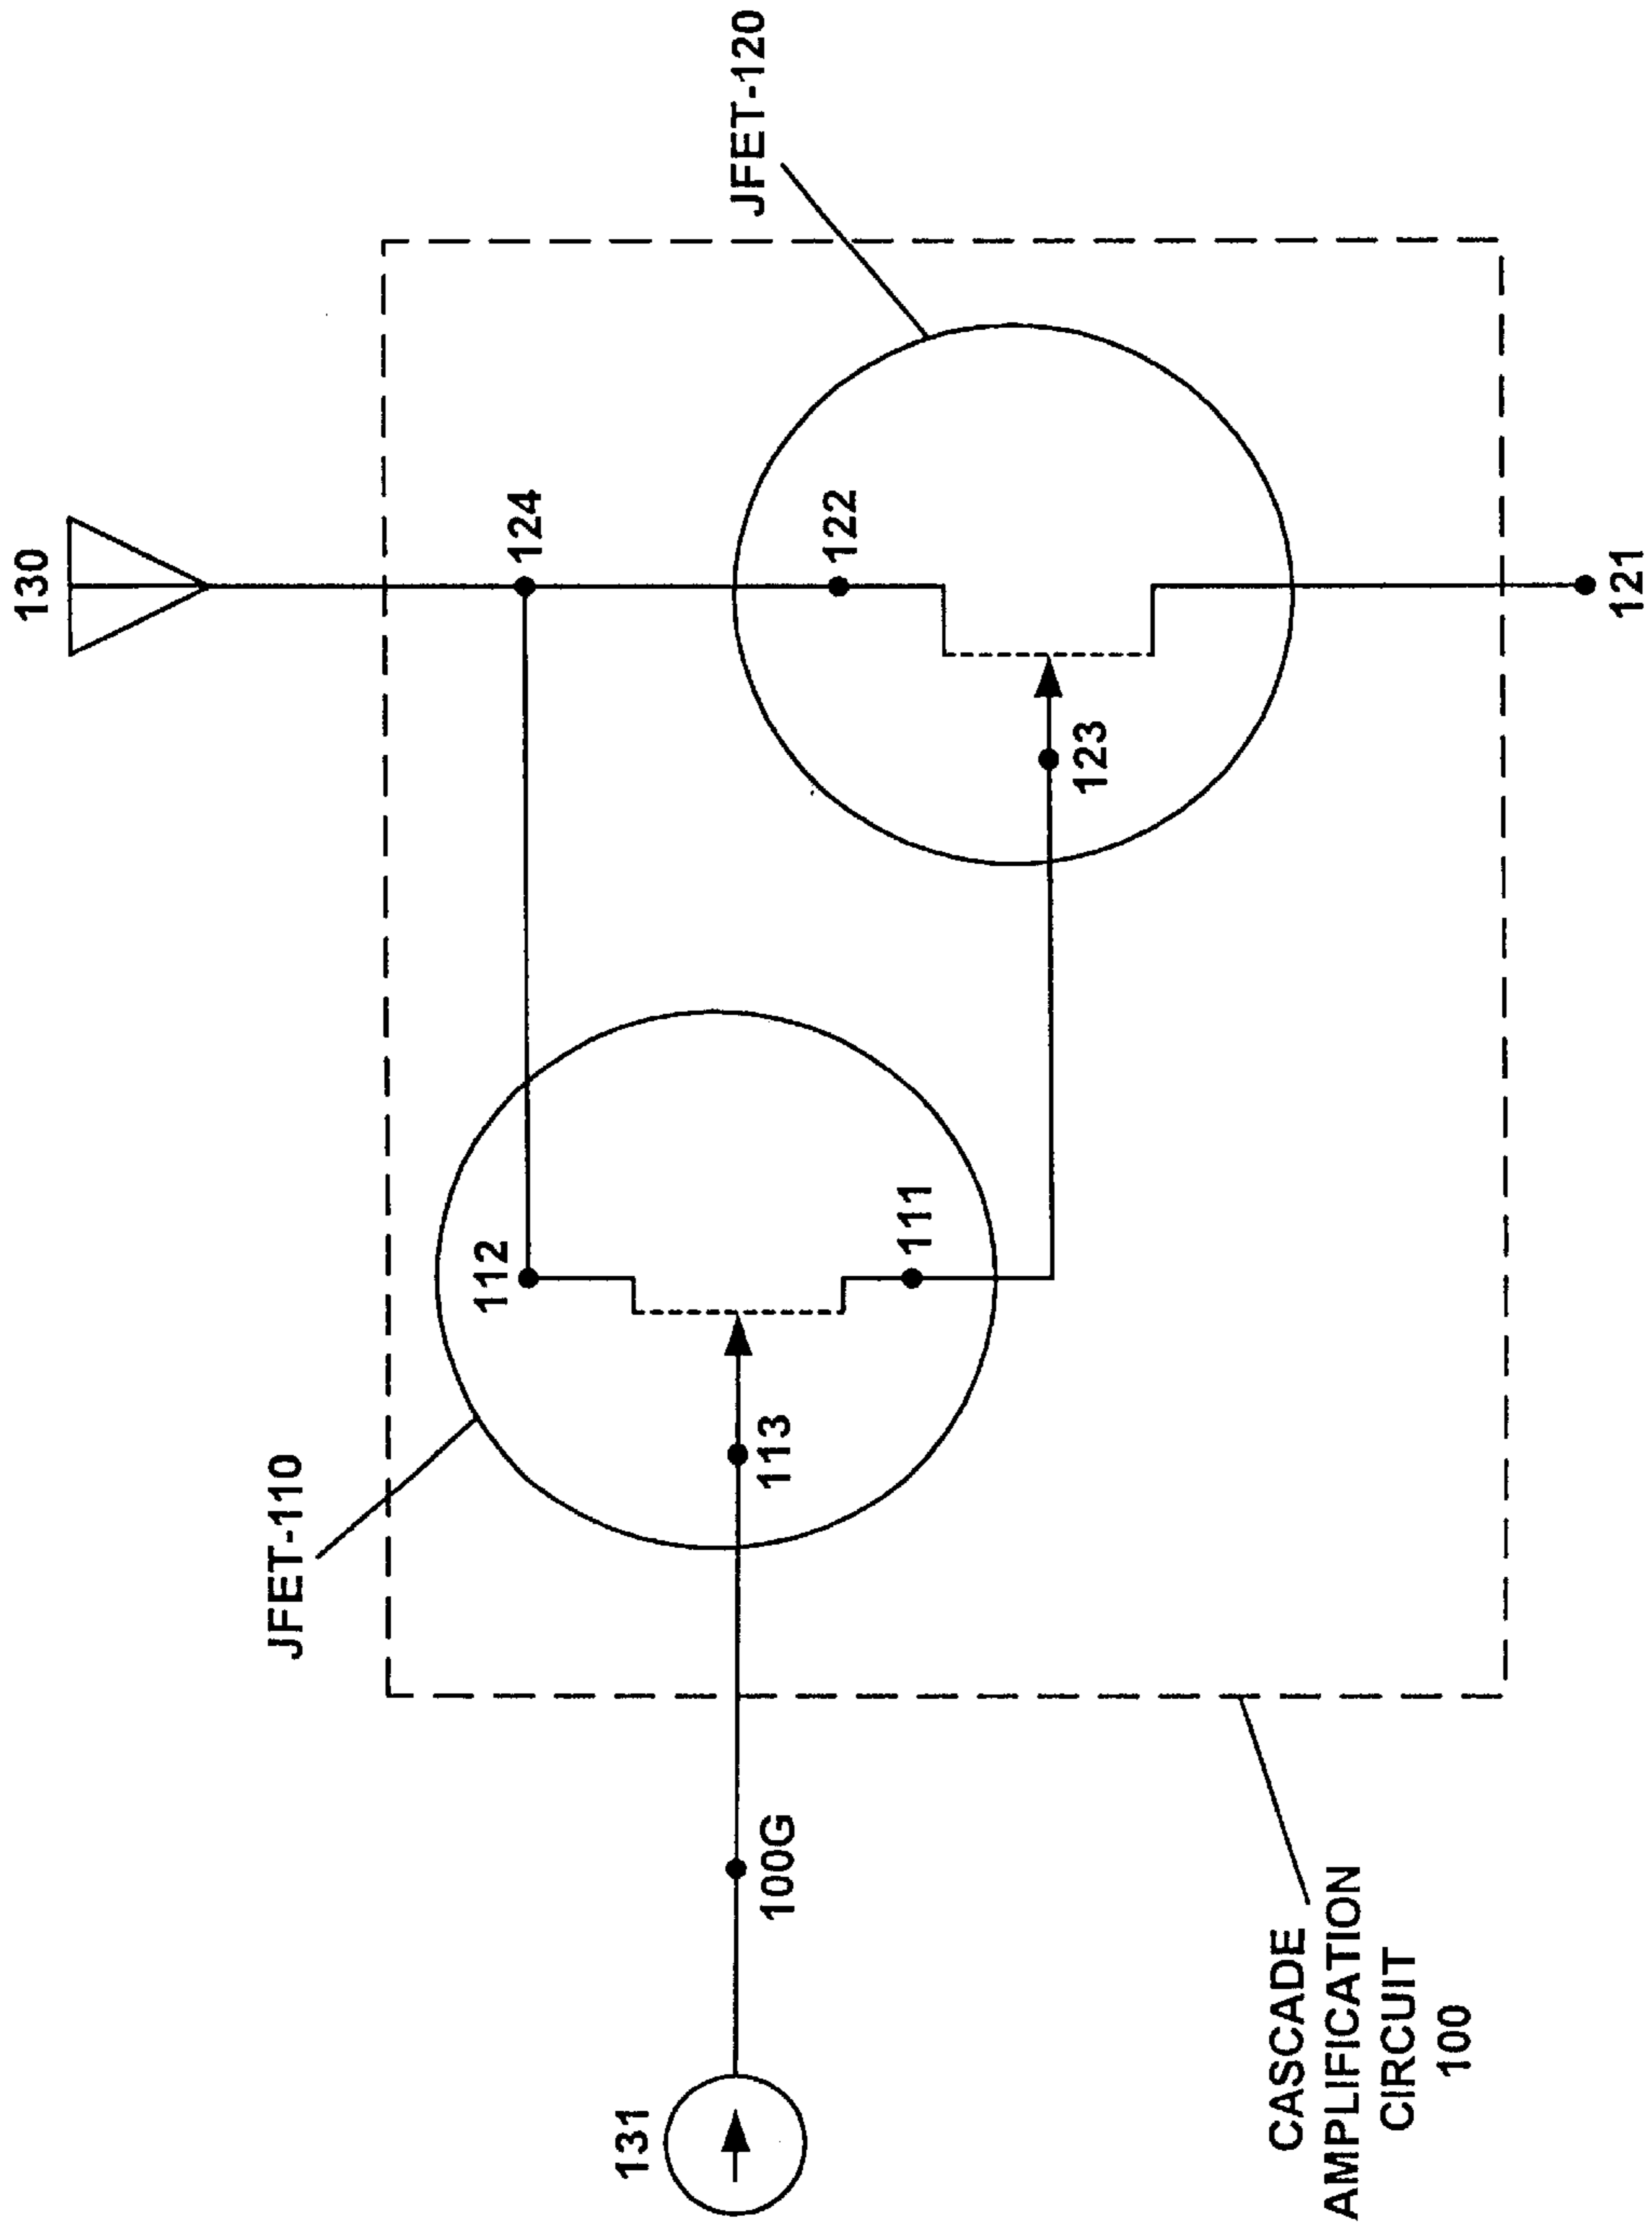 130
JFET-120
124
122
123
121
JFET-110
112
111
113
131
100G
CASCADE
AMPLIFICATION
CIRCUIT
100